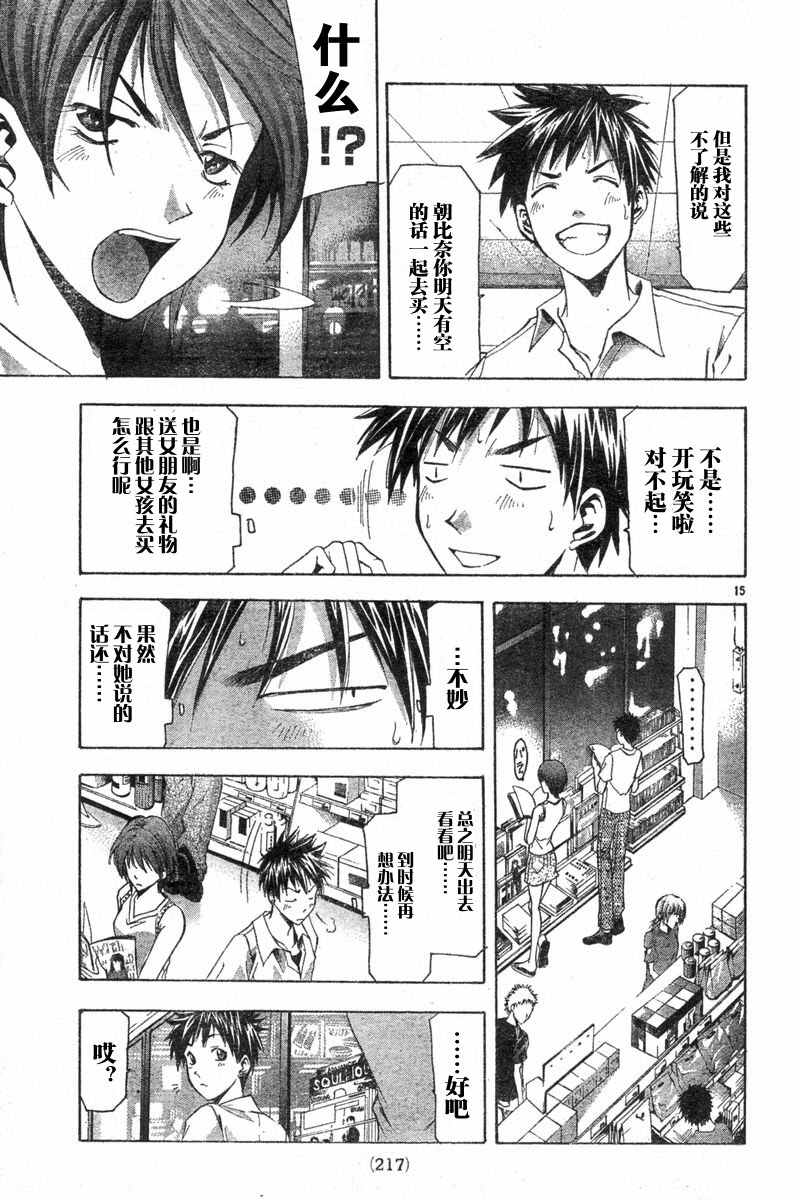 但是我对这些
不了解的说
朝比奈你明天有空
的话一起去买……
什么
!?
不是……
开玩笑啦
对不起…
也是啊…
送女朋友的礼物
跟其他女孩去买
怎么行呢
15
…不妙
果然
不对她说的
话还……
……
パラ
总之明天出去
看看吧……
到时候再
想办法……
……好吧
哎？
(217)